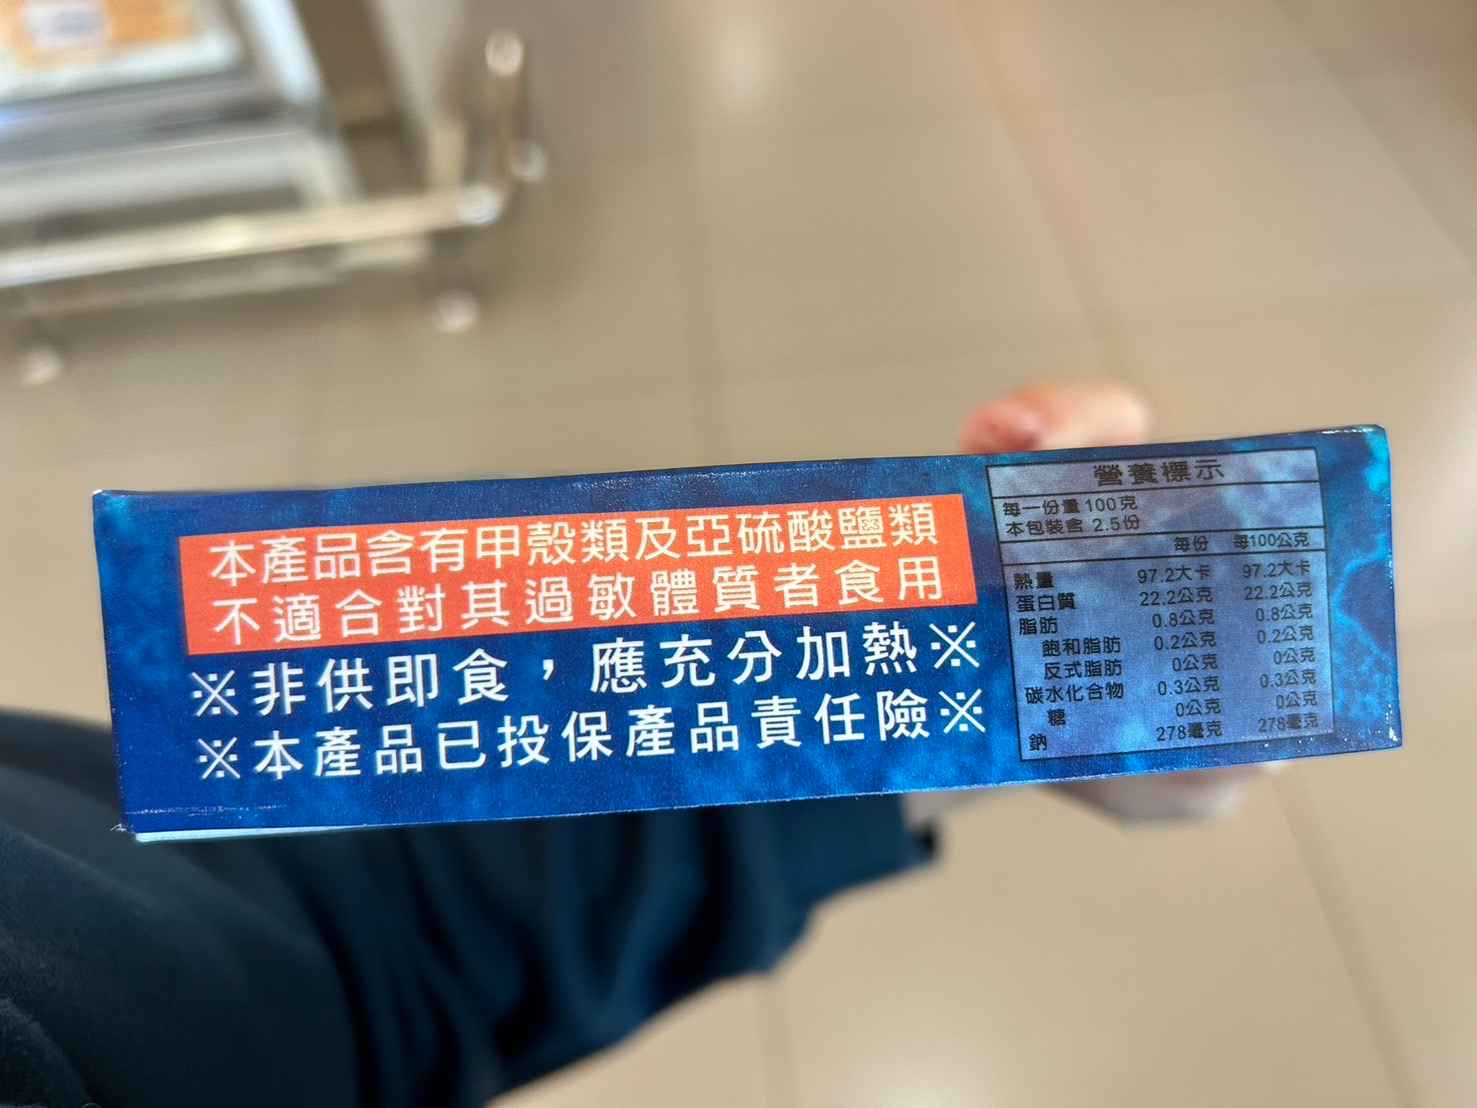 本產品含有甲殼類及亞硫酸鹽類
不適合對其過敏體質者食用
※非供即食，應充分加熱※
※本產品已投保產品責任險※
營養標示
每一份量 100克
本包裝含 2.5份
每份 每100公克
熱量 97.2大卡 97.2大卡
蛋白質 22.2公克 22.2公克
脂肪 0.8公克 0.8公克
飽和脂肪 0.2公克 0.2公克
反式脂肪 0公克 0公克
碳水化合物 0.3公克 0.3公克
糖 0公克 0公克
鈉 278毫克 278毫克